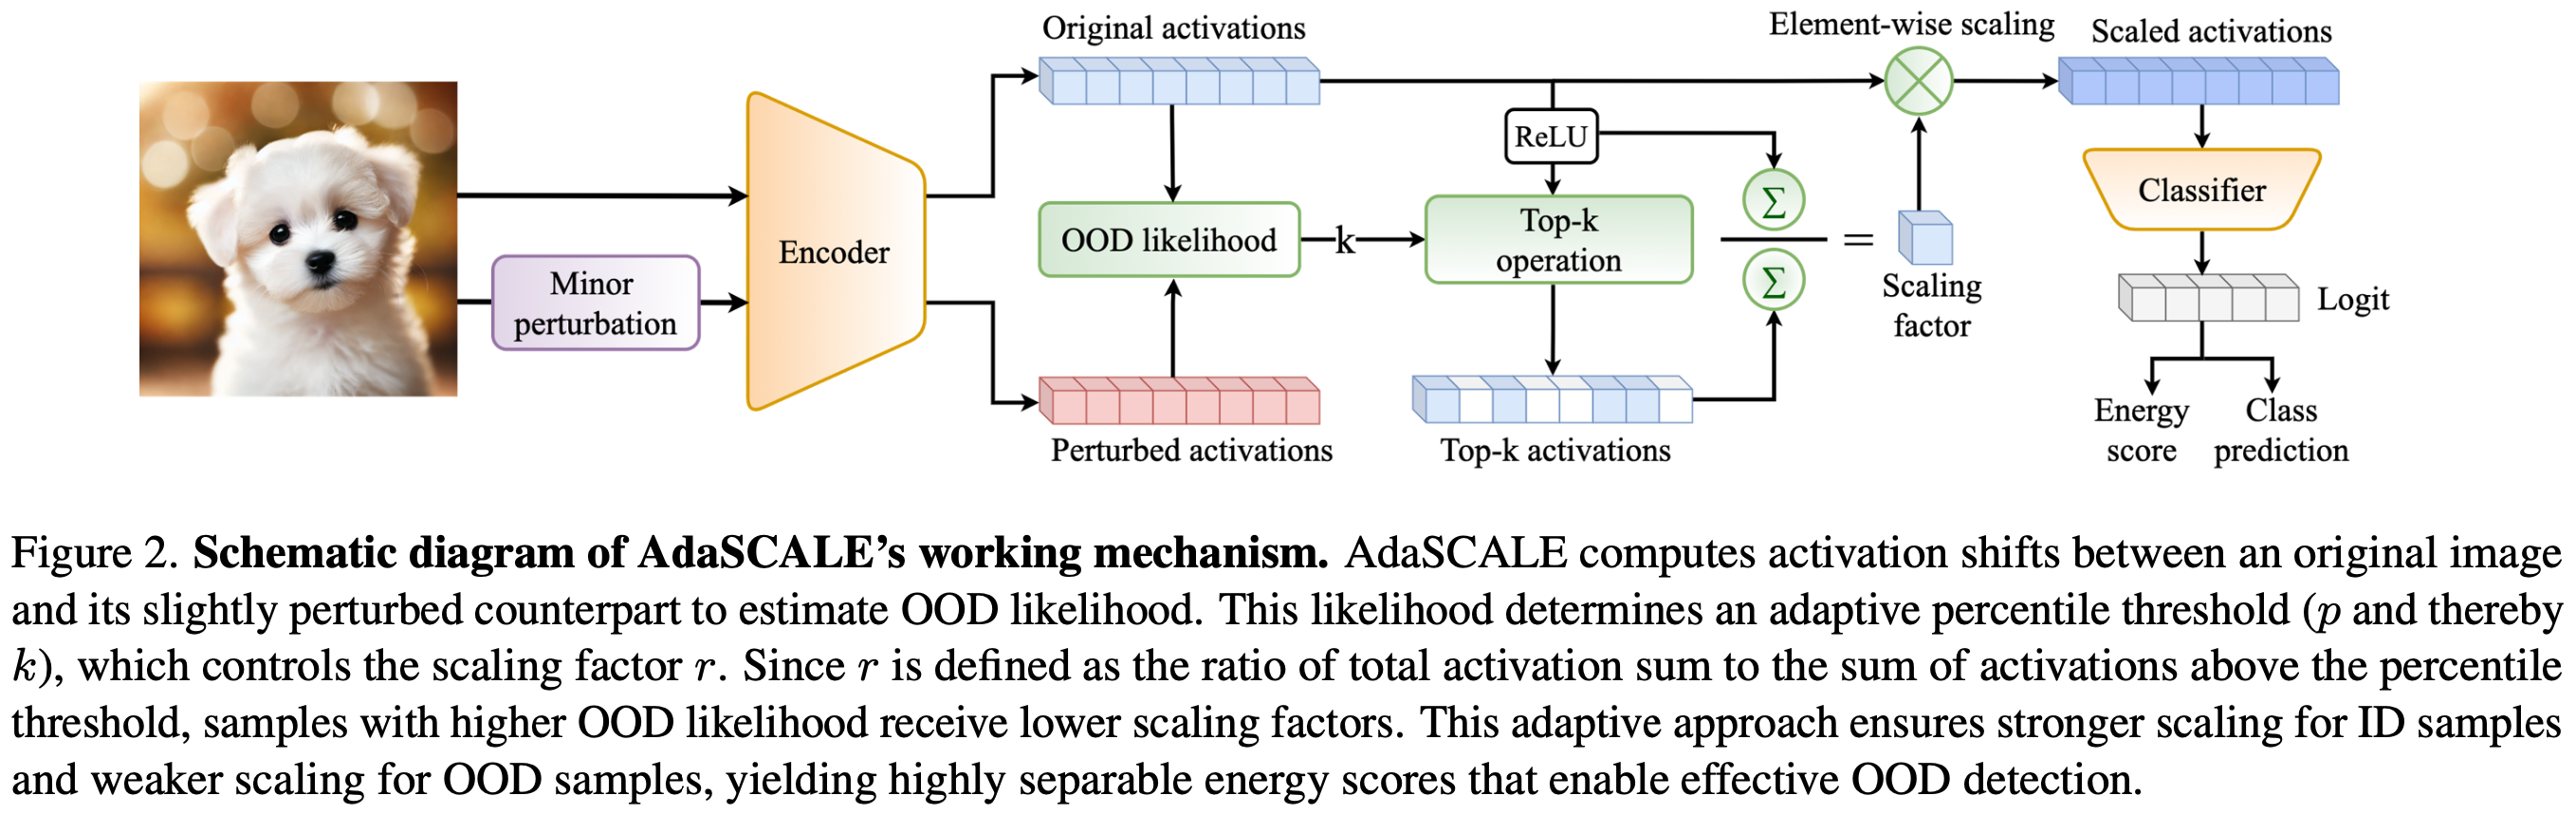 Original activations
Element-wise scaling
Scaled activations
ReLU
Σ
Classifier
Encoder
OOD likelihood
k
Top-k
operation
=
Minor
perturbation
Σ
Scaling
factor
Logit
Perturbed activations
Top-k activations
Energy
score
Class
prediction
Figure 2. Schematic diagram of AdaSCALE’s working mechanism. AdaSCALE computes activation shifts between an original image
and its slightly perturbed counterpart to estimate OOD likelihood. This likelihood determines an adaptive percentile threshold (p and thereby
k), which controls the scaling factor r. Since r is defined as the ratio of total activation sum to the sum of activations above the percentile
threshold, samples with higher OOD likelihood receive lower scaling factors. This adaptive approach ensures stronger scaling for ID samples
and weaker scaling for OOD samples, yielding highly separable energy scores that enable effective OOD detection.